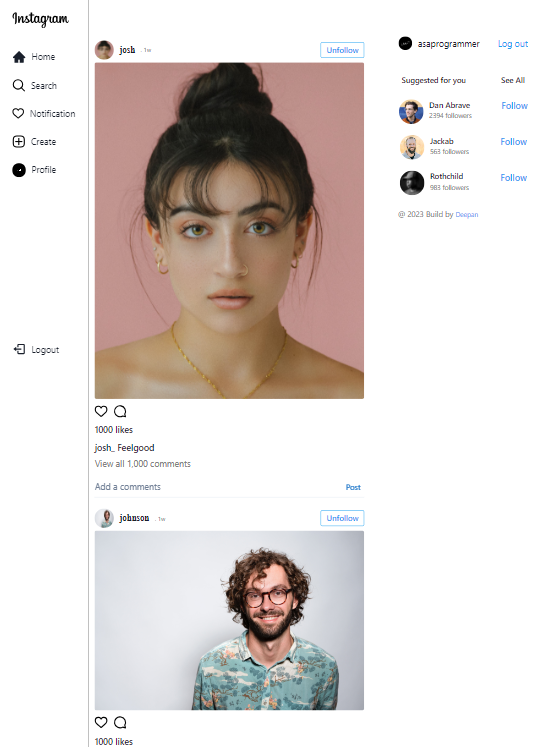 Instagram
Home
Search
Notification
Create
Profile
Logout
josh . 1w
Unfollow
1000 likes
josh_ Feelgood
View all 1,000 comments
Add a comments
Post
johnson . 1w
Unfollow
1000 likes
asaprogrammer
Log out
Suggested for you
See All
Dan Abrave
2394 followers
Follow
Jackab
563 followers
Follow
Rothchild
983 followers
Follow
@ 2023 Build by Deepan